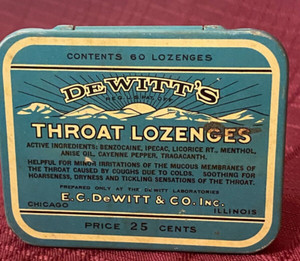 CONTENTS 60 LOZENGES
DEWITT'S
REG. U.S. PAT. OFF.
THROAT LOZENGES
ACTIVE INGREDIENTS: BENZOCAINE, IPECAC, LICORICE RT., MENTHOL,
ANISE OIL, CAYENNE PEPPER, TRAGACANTH.
HELPFUL FOR MINOR IRRITATIONS OF THE MUCOUS MEMBRANES OF
THE THROAT CAUSED BY COUGHS DUE TO COLDS. SOOTHING FOR
HOARSENESS, DRYNESS AND TICKLING SENSATIONS OF THE THROAT.
PREPARED ONLY AT THE DEWITT LABORATORIES
E.C. DEWITT & CO. INC.
CHICAGO ILLINOIS
PRICE 25 CENTS